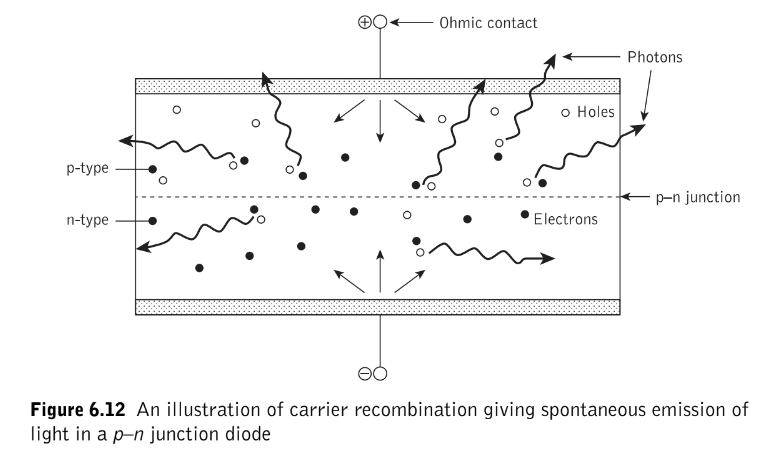 ⊕ Ohmic contact
Photons
Holes
p-type
p–n junction
n-type
Electrons
⊖
Figure 6.12 An illustration of carrier recombination giving spontaneous emission of
light in a p–n junction diode